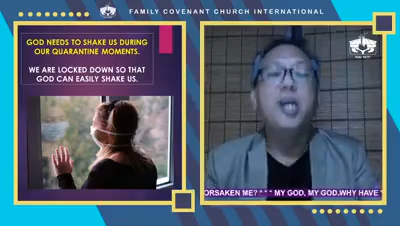 FAMILY COVENANT CHURCH INTERNATIONAL
GOD NEEDS TO SHAKE US DURING
OUR QUARANTINE MOMENTS.
WE ARE LOCKED DOWN SO THAT
GOD CAN EASILY SHAKE US.
ORSAKEN ME? * * * MY GOD, MY GOD,WHY HAVE